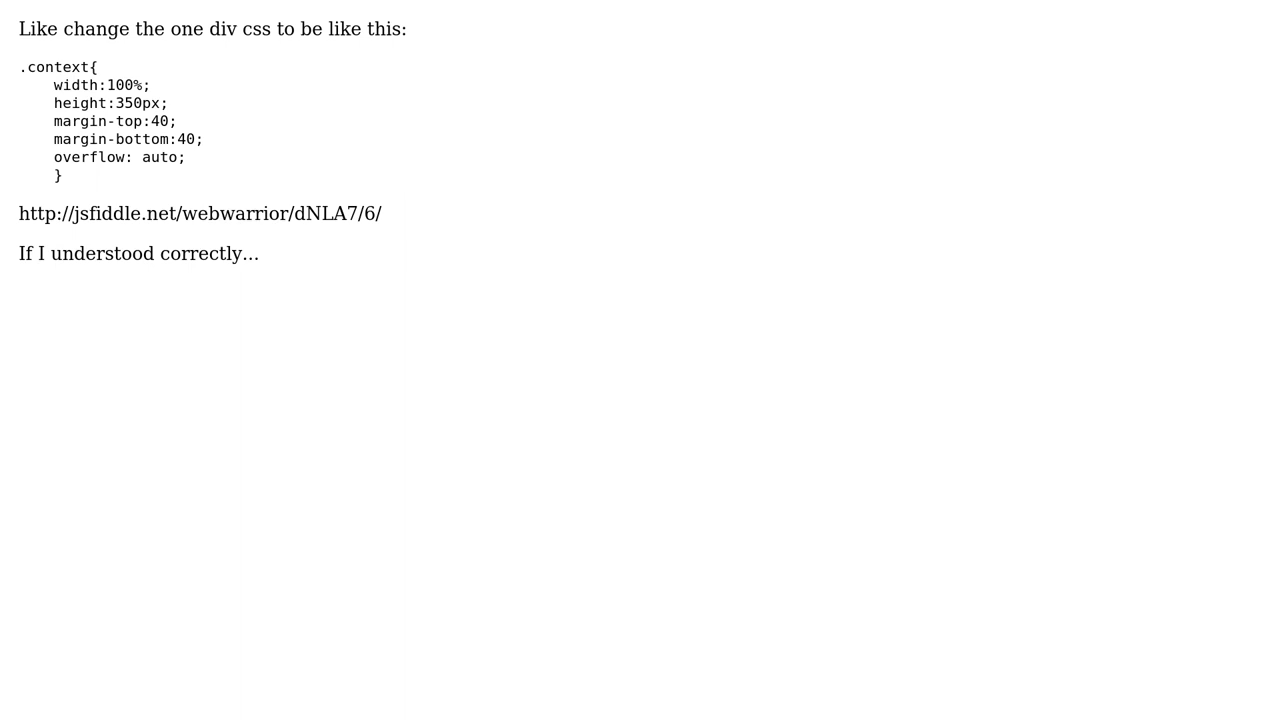 Like change the one div css to be like this:
.context{
    width:100%;
    height:350px;
    margin-top:40;
    margin-bottom:40;
    overflow: auto;
    }
http://jsfiddle.net/webwarrior/dNLA7/6/
If I understood correctly...